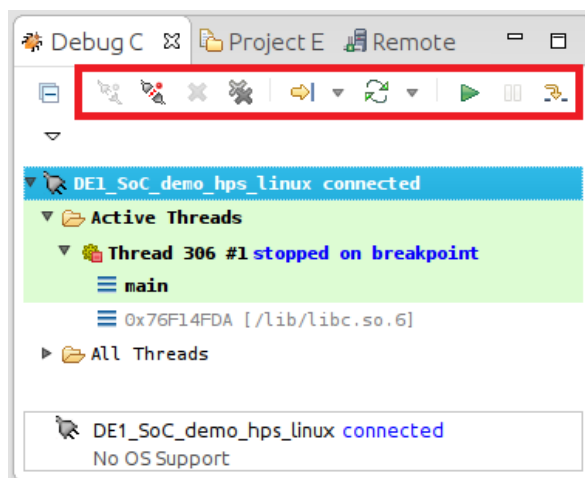 Debug C Project E Remote
DE1_SoC_demo_hps_linux connected
Active Threads
Thread 306 #1 stopped on breakpoint
main
0x76F14FDA [/lib/libc.so.6]
All Threads
DE1_SoC_demo_hps_linux connected
No OS Support